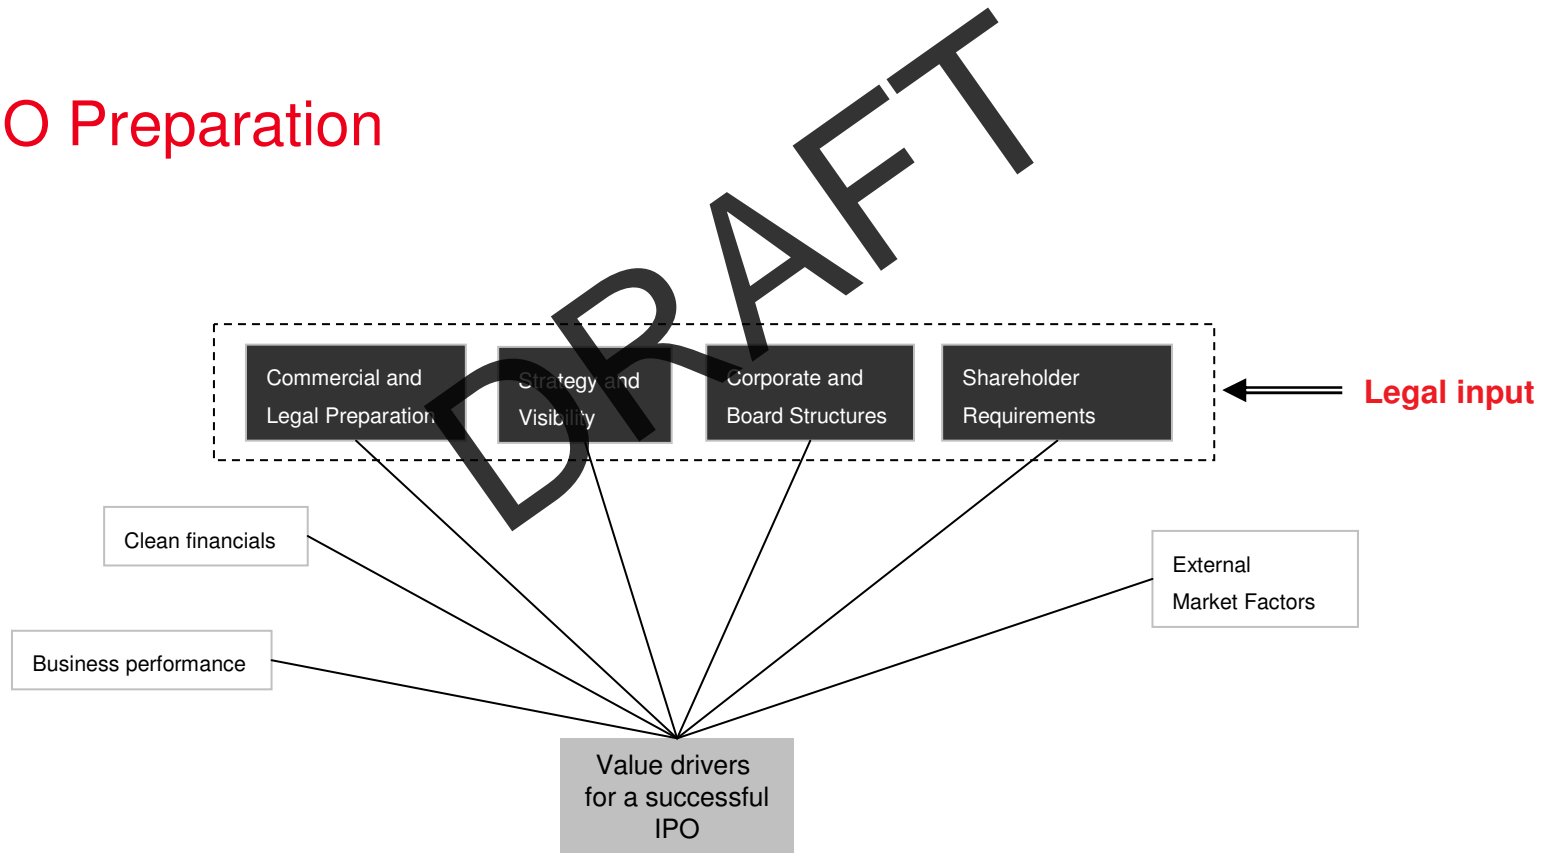 O Preparation
DRAFT
Commercial and
Legal Preparation
Strategy and
Visibility
Corporate and
Board Structures
Shareholder
Requirements
Legal input
Clean financials
External
Market Factors
Business performance
Value drivers
for a successful
IPO